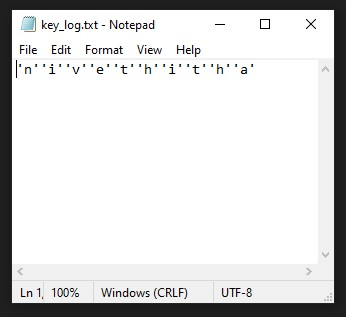 key_log.txt - Notepad
File Edit Format View Help
'n''i''v''e''t''h''i''t''h''a'
Ln 1, 100% Windows (CRLF) UTF-8